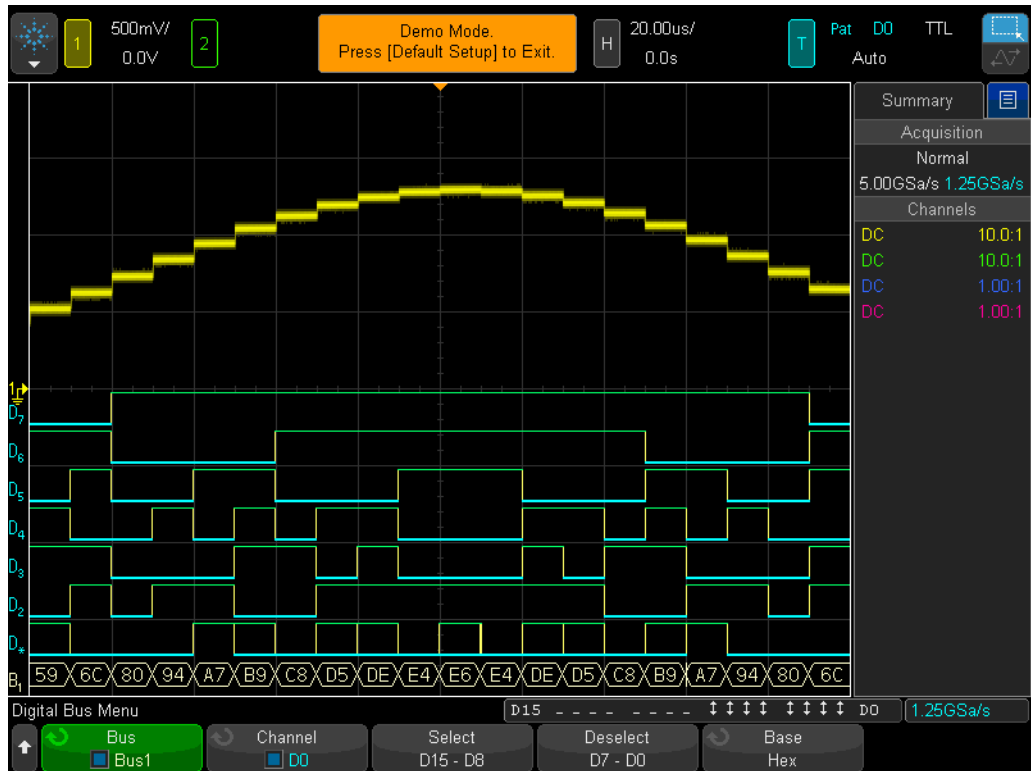 1 500mV/ 2 Demo Mode. H 20.00us/ T Pat D0 TTL
0.0V Press [Default Setup] to Exit. 0.0s Auto
Summary
Acquisition
Normal
5.00GSa/s 1.25GSa/s
Channels
DC 10.0:1
DC 10.0:1
DC 1.00:1
DC 1.00:1
1
D7
D6
D5
D4
D3
D2
D*
B1 59 6C 80 94 A7 B9 C8 D5 DE E4 E6 E4 DE D5 C8 B9 A7 94 80 6C
Digital Bus Menu D15 _ _ _ _ _ _ _ _ ↕ ↕ ↕ ↕ ↕ ↕ ↕ ↕ D0 1.25GSa/s
Bus Channel Select Deselect Base
Bus1 D0 D15 - D8 D7 - D0 Hex